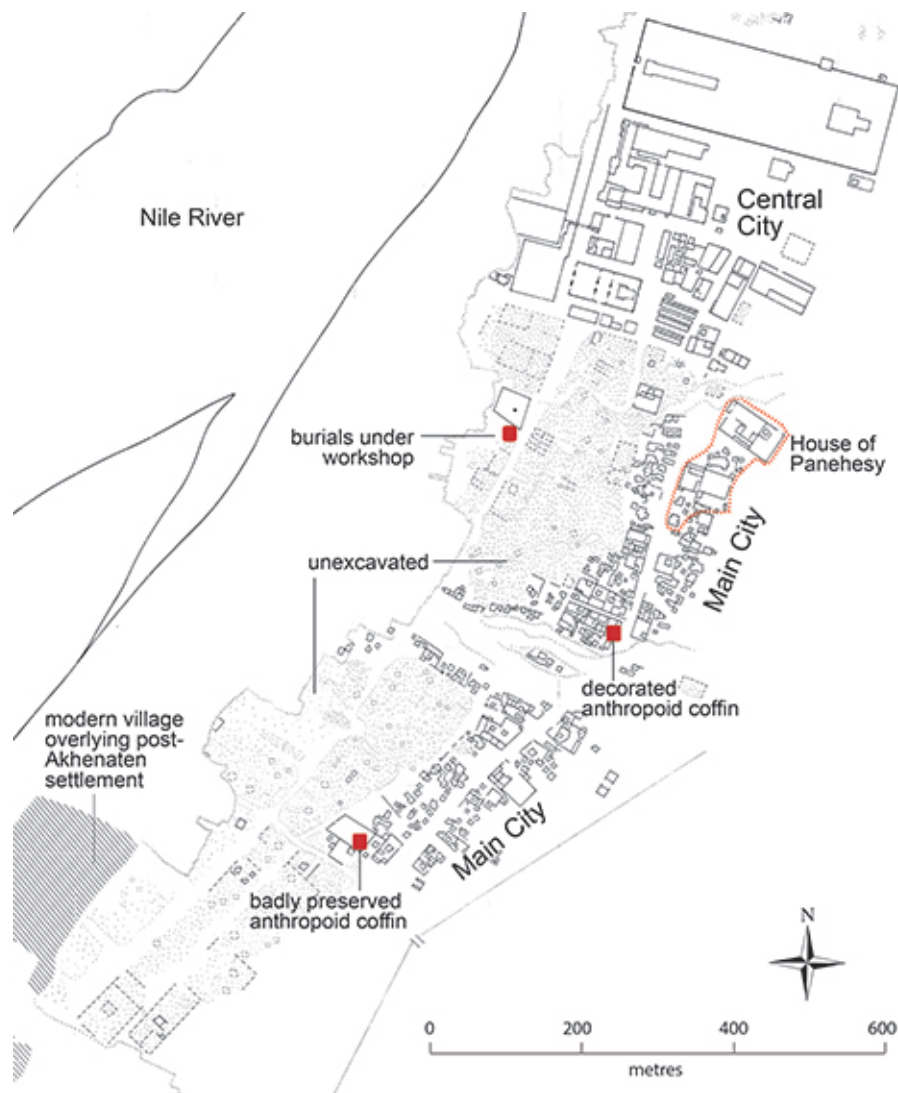 Central
City
Nile River
burials under
workshop
House of
Panehesy
Main City
unexcavated
decorated
anthropoid coffin
modern village
overlying post-
Akhenaten
settlement
Main City
badly preserved
anthropoid coffin
N
0 200 400 600
metres